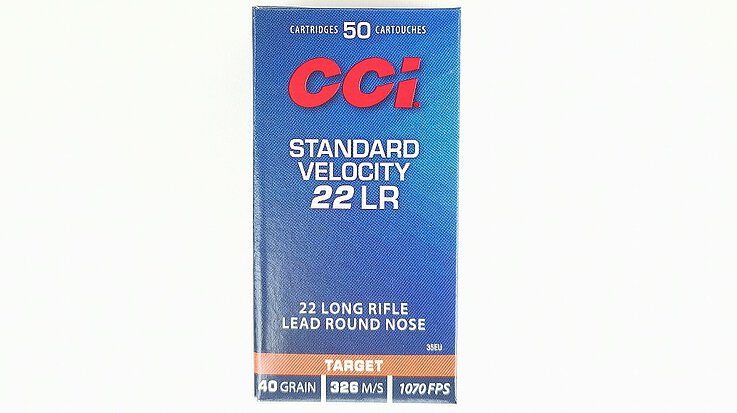 CARTRIDGES 50 CARTOUCHES
CCi
STANDARD
VELOCITY
22 LR
22 LONG RIFLE
LEAD ROUND NOSE
35EU
TARGET
40 GRAIN 326 M/S 1070 FPS